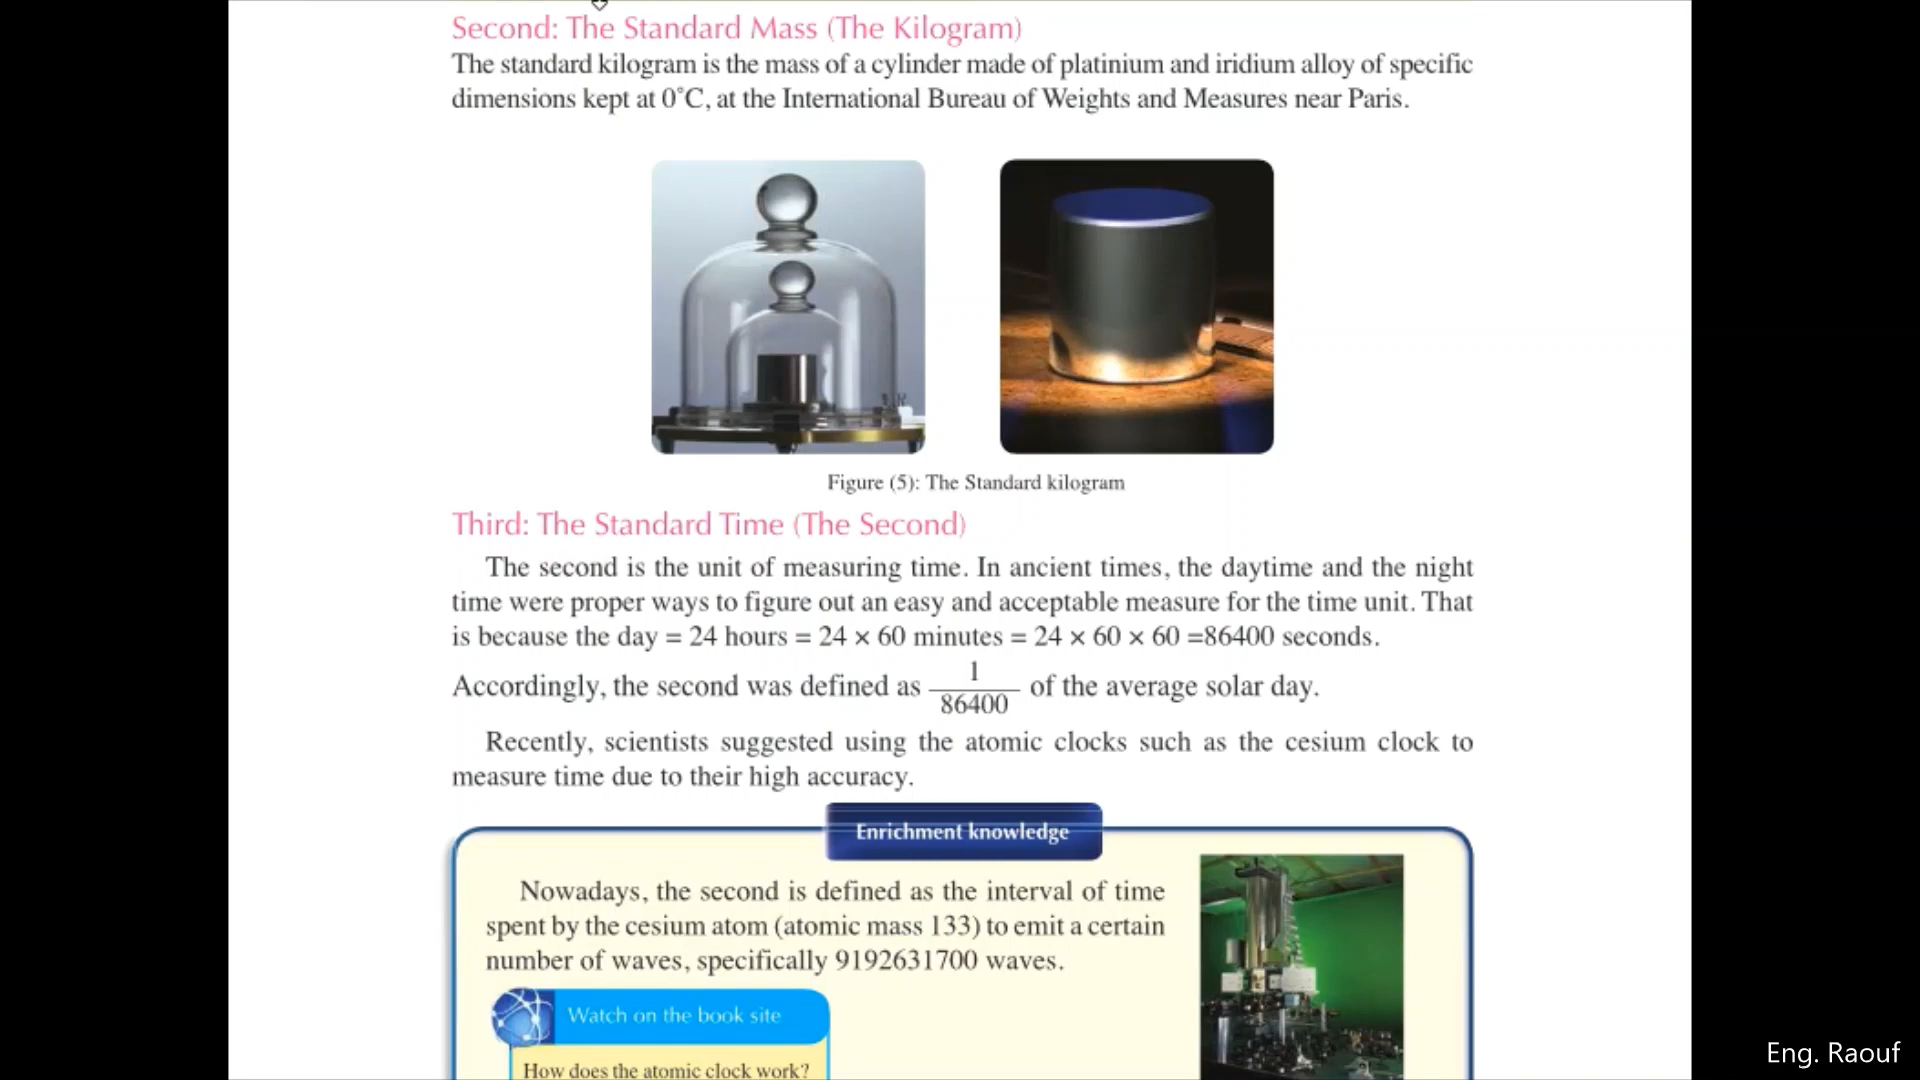 Second: The Standard Mass (The Kilogram)
The standard kilogram is the mass of a cylinder made of platinium and iridium alloy of specific
dimensions kept at 0˚C, at the International Bureau of Weights and Measures near Paris.
Figure (5): The Standard kilogram
Third: The Standard Time (The Second)
The second is the unit of measuring time. In ancient times, the daytime and the night
time were proper ways to figure out an easy and acceptable measure for the time unit. That
is because the day = 24 hours = 24 × 60 minutes = 24 × 60 × 60 =86400 seconds.
Accordingly, the second was defined as 1/86400 of the average solar day.
Recently, scientists suggested using the atomic clocks such as the cesium clock to
measure time due to their high accuracy.
Enrichment knowledge
Nowadays, the second is defined as the interval of time
spent by the cesium atom (atomic mass 133) to emit a certain
number of waves, specifically 9192631700 waves.
Watch on the book site
How does the atomic clock work?
Eng. Raouf